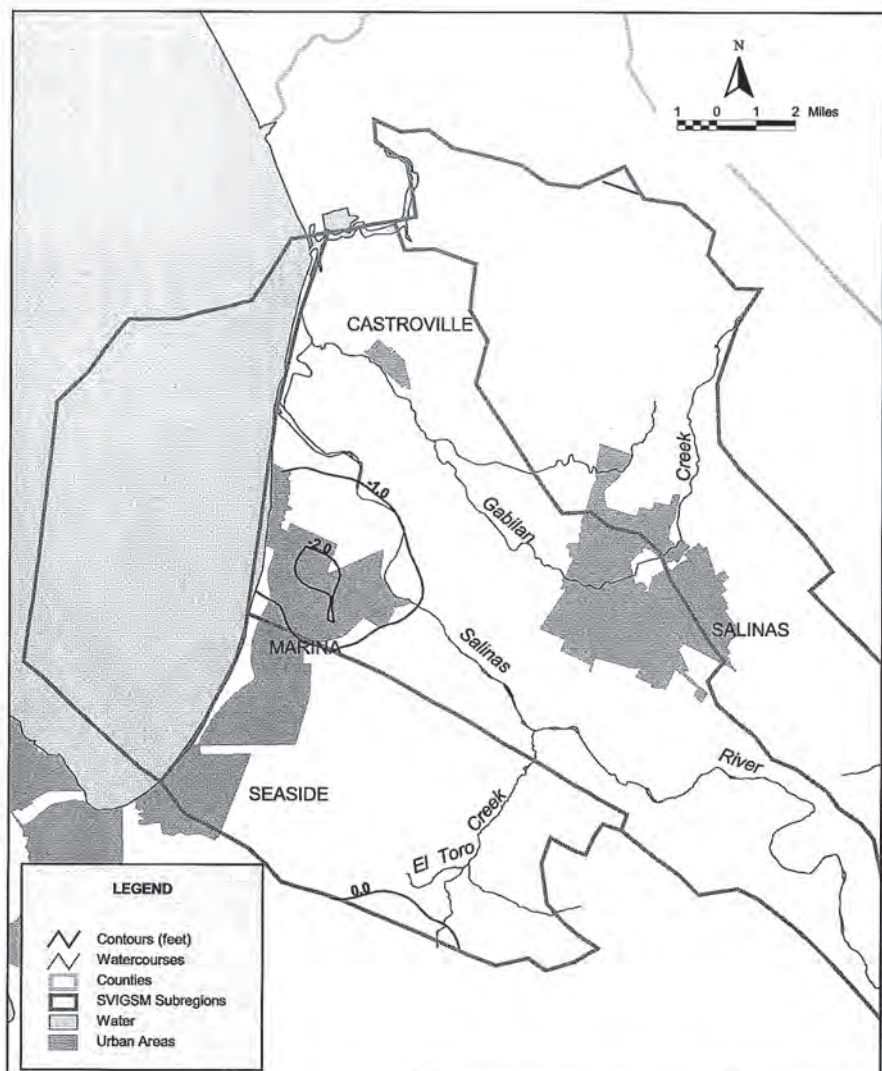 N
1 0 1 2 Miles
CASTROVILLE
-1.0
Gabilan
Creek
-2.0
MARINA
SALINAS
Salinas
River
SEASIDE
El Toro Creek
0.0
LEGEND
Contours (feet)
Watercourses
Counties
SVIGSM Subregions
Water
Urban Areas